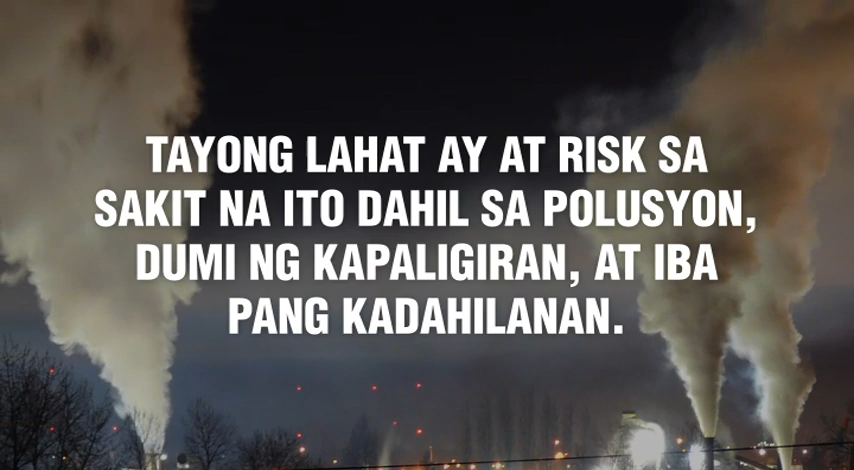 TAYONG LAHAT AY AT RISK SA
SAKIT NA ITO DAHIL SA POLUSYON,
DUMI NG KAPALIGIRAN, AT IBA
PANG KADAHILANAN.